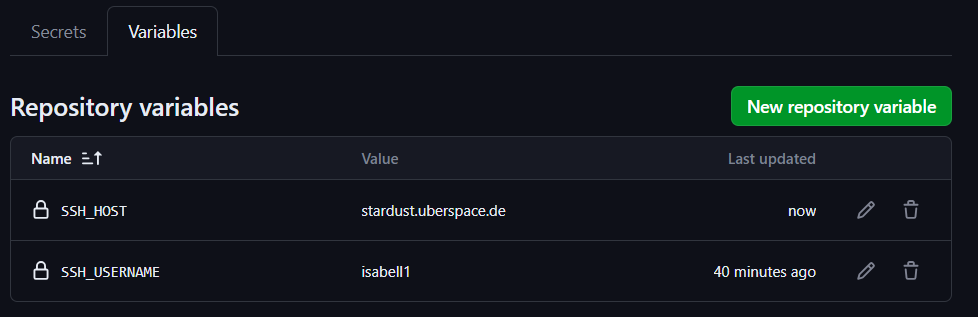 Secrets Variables
Repository variables New repository variable
Name Value Last updated
SSH_HOST stardust.uberspace.de now
SSH_USERNAME isabell1 40 minutes ago